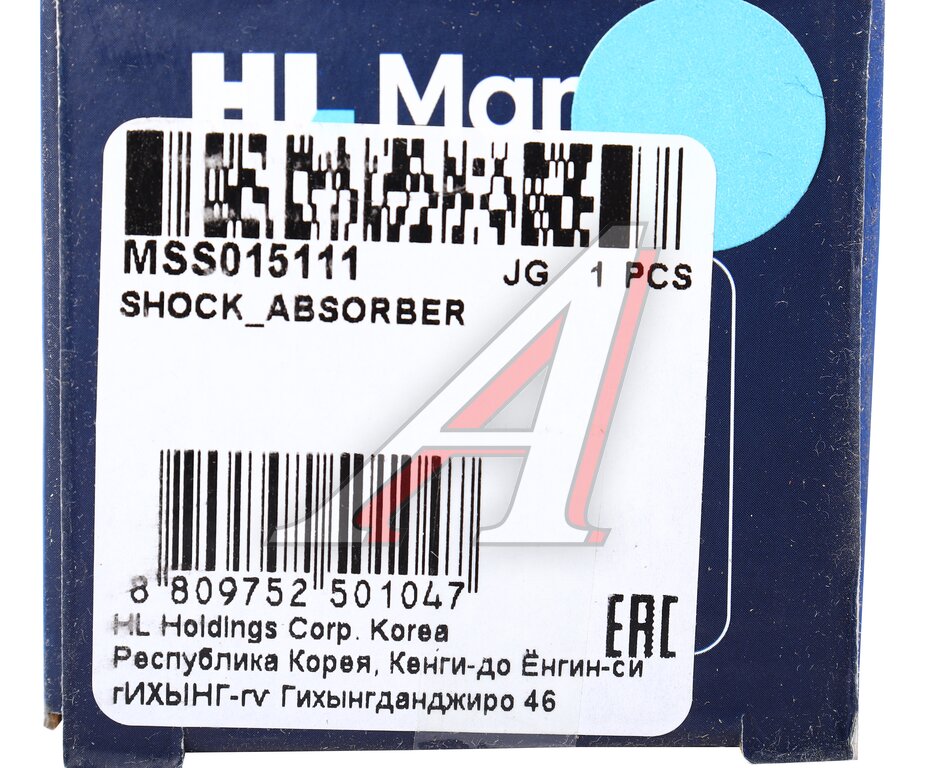 HL Man
MSS015111 JG 1 PCS
SHOCK_ABSORBER
8 809752 501047
HL Holdings Corp. Korea
EAC
Республика Корея, Кенги-до Ёнгин-си
гИХЫНГ-гv Гихынгданджиро 46